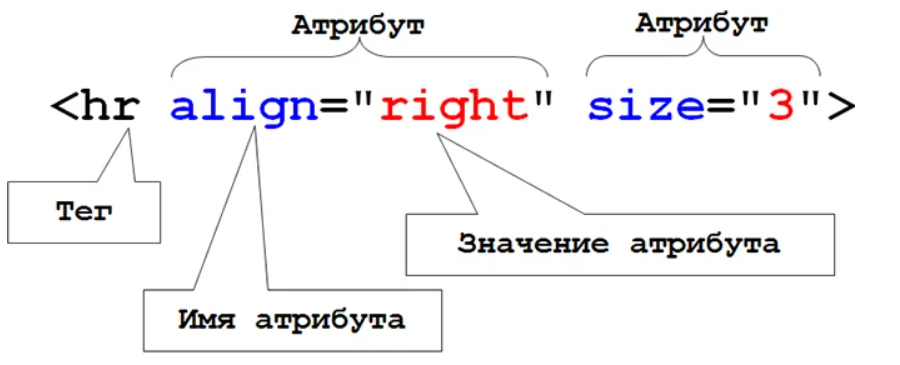 Атрибут Атрибут
<hr align="right" size="3">
Тег
Значение атрибута
Имя атрибута